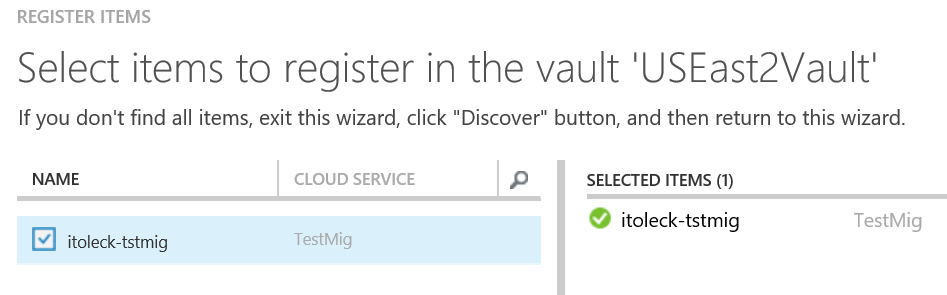 REGISTER ITEMS
Select items to register in the vault 'USEast2Vault'
If you don't find all items, exit this wizard, click "Discover" button, and then return to this wizard.
NAME CLOUD SERVICE
itoleck-tstmig TestMig
SELECTED ITEMS (1)
itoleck-tstmig TestMig